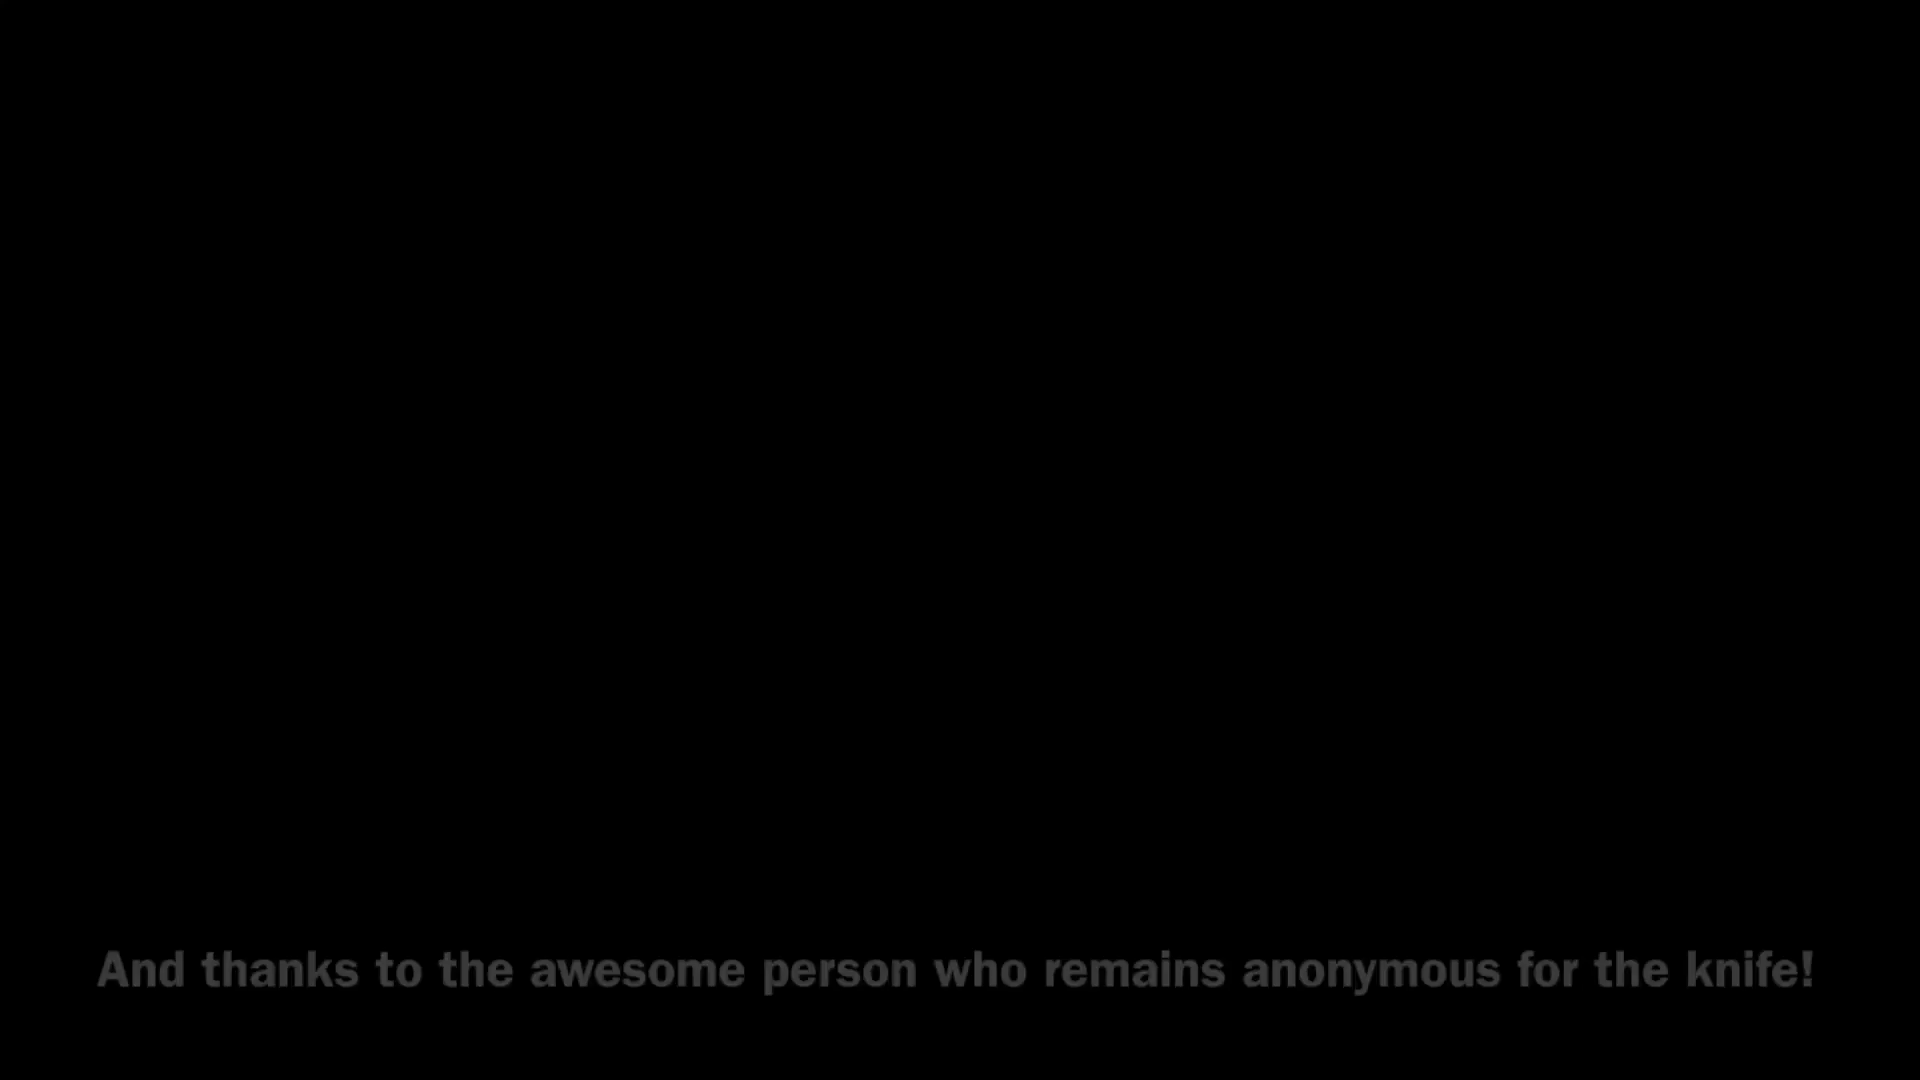 And thanks to the awesome person who remains anonymous for the knife!